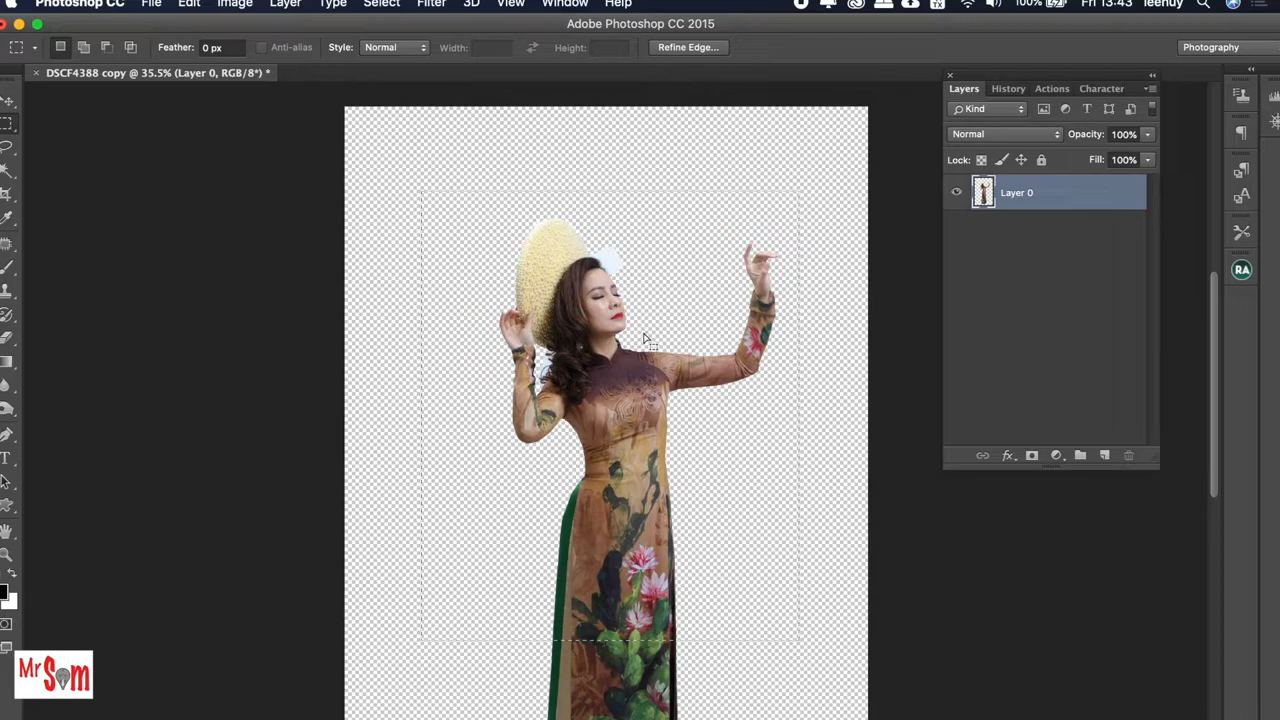 Photoshop CC File Edit Image Layer Type Select Filter 3D View Window Help 100% Fri 13:43 leehuy
Adobe Photoshop CC 2015
Feather: 0 px Anti-alias Style: Normal Width: Height: Refine Edge... Photography
× DSCF4388 copy @ 35.5% (Layer 0, RGB/8*) *
Layers History Actions Character
Kind
Normal Opacity: 100%
Lock: Fill: 100%
Layer 0
fx
RA
Mr Som